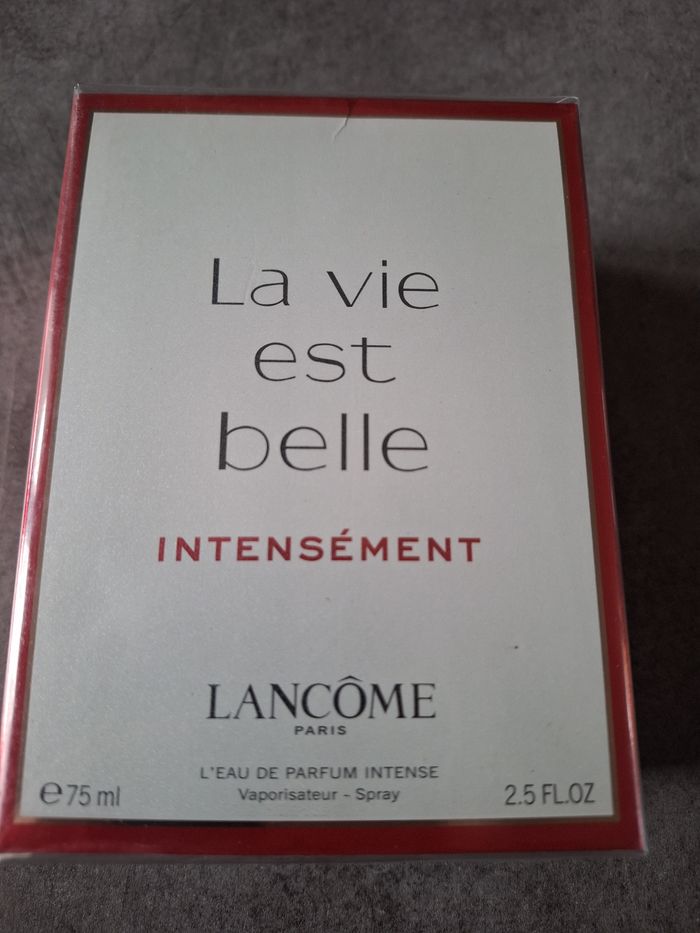 La vie
est
belle
INTENSÉMENT
LANCÔME
PARIS
L'EAU DE PARFUM INTENSE
Vaporisateur - Spray
℮75 ml
2.5 FL.OZ